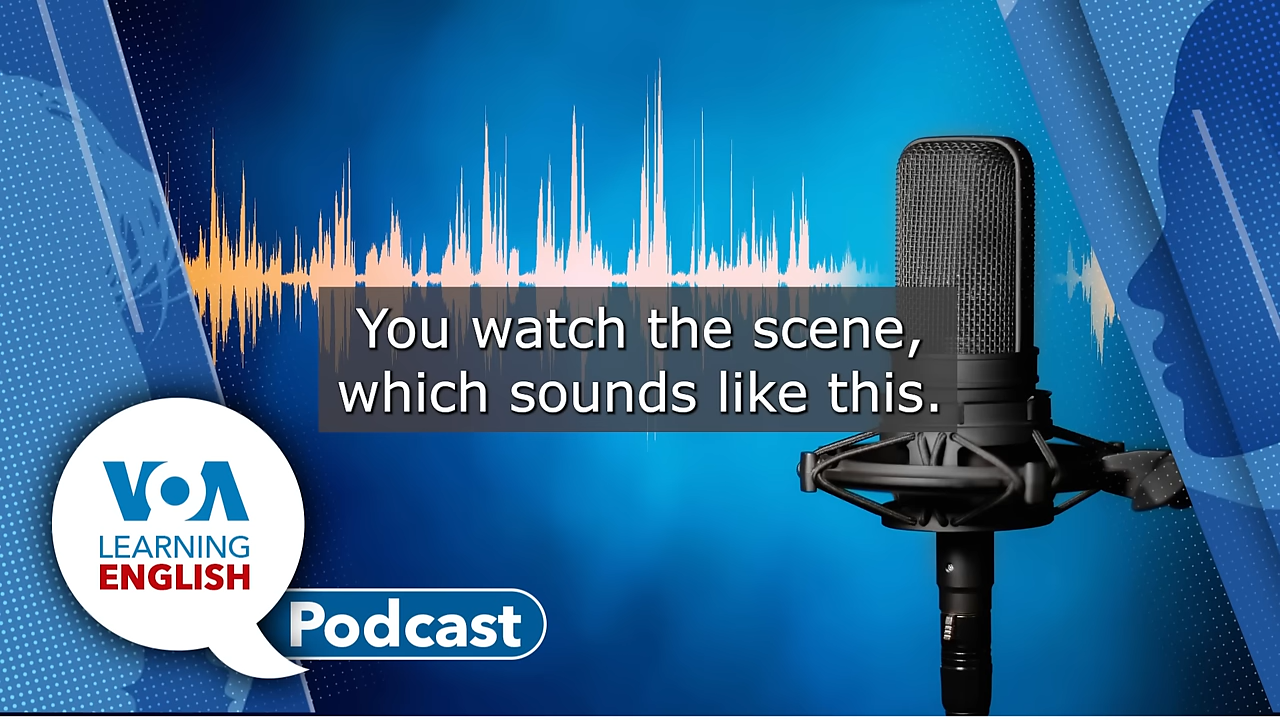 You watch the scene,
which sounds like this.
VOA
LEARNING
ENGLISH
Podcast